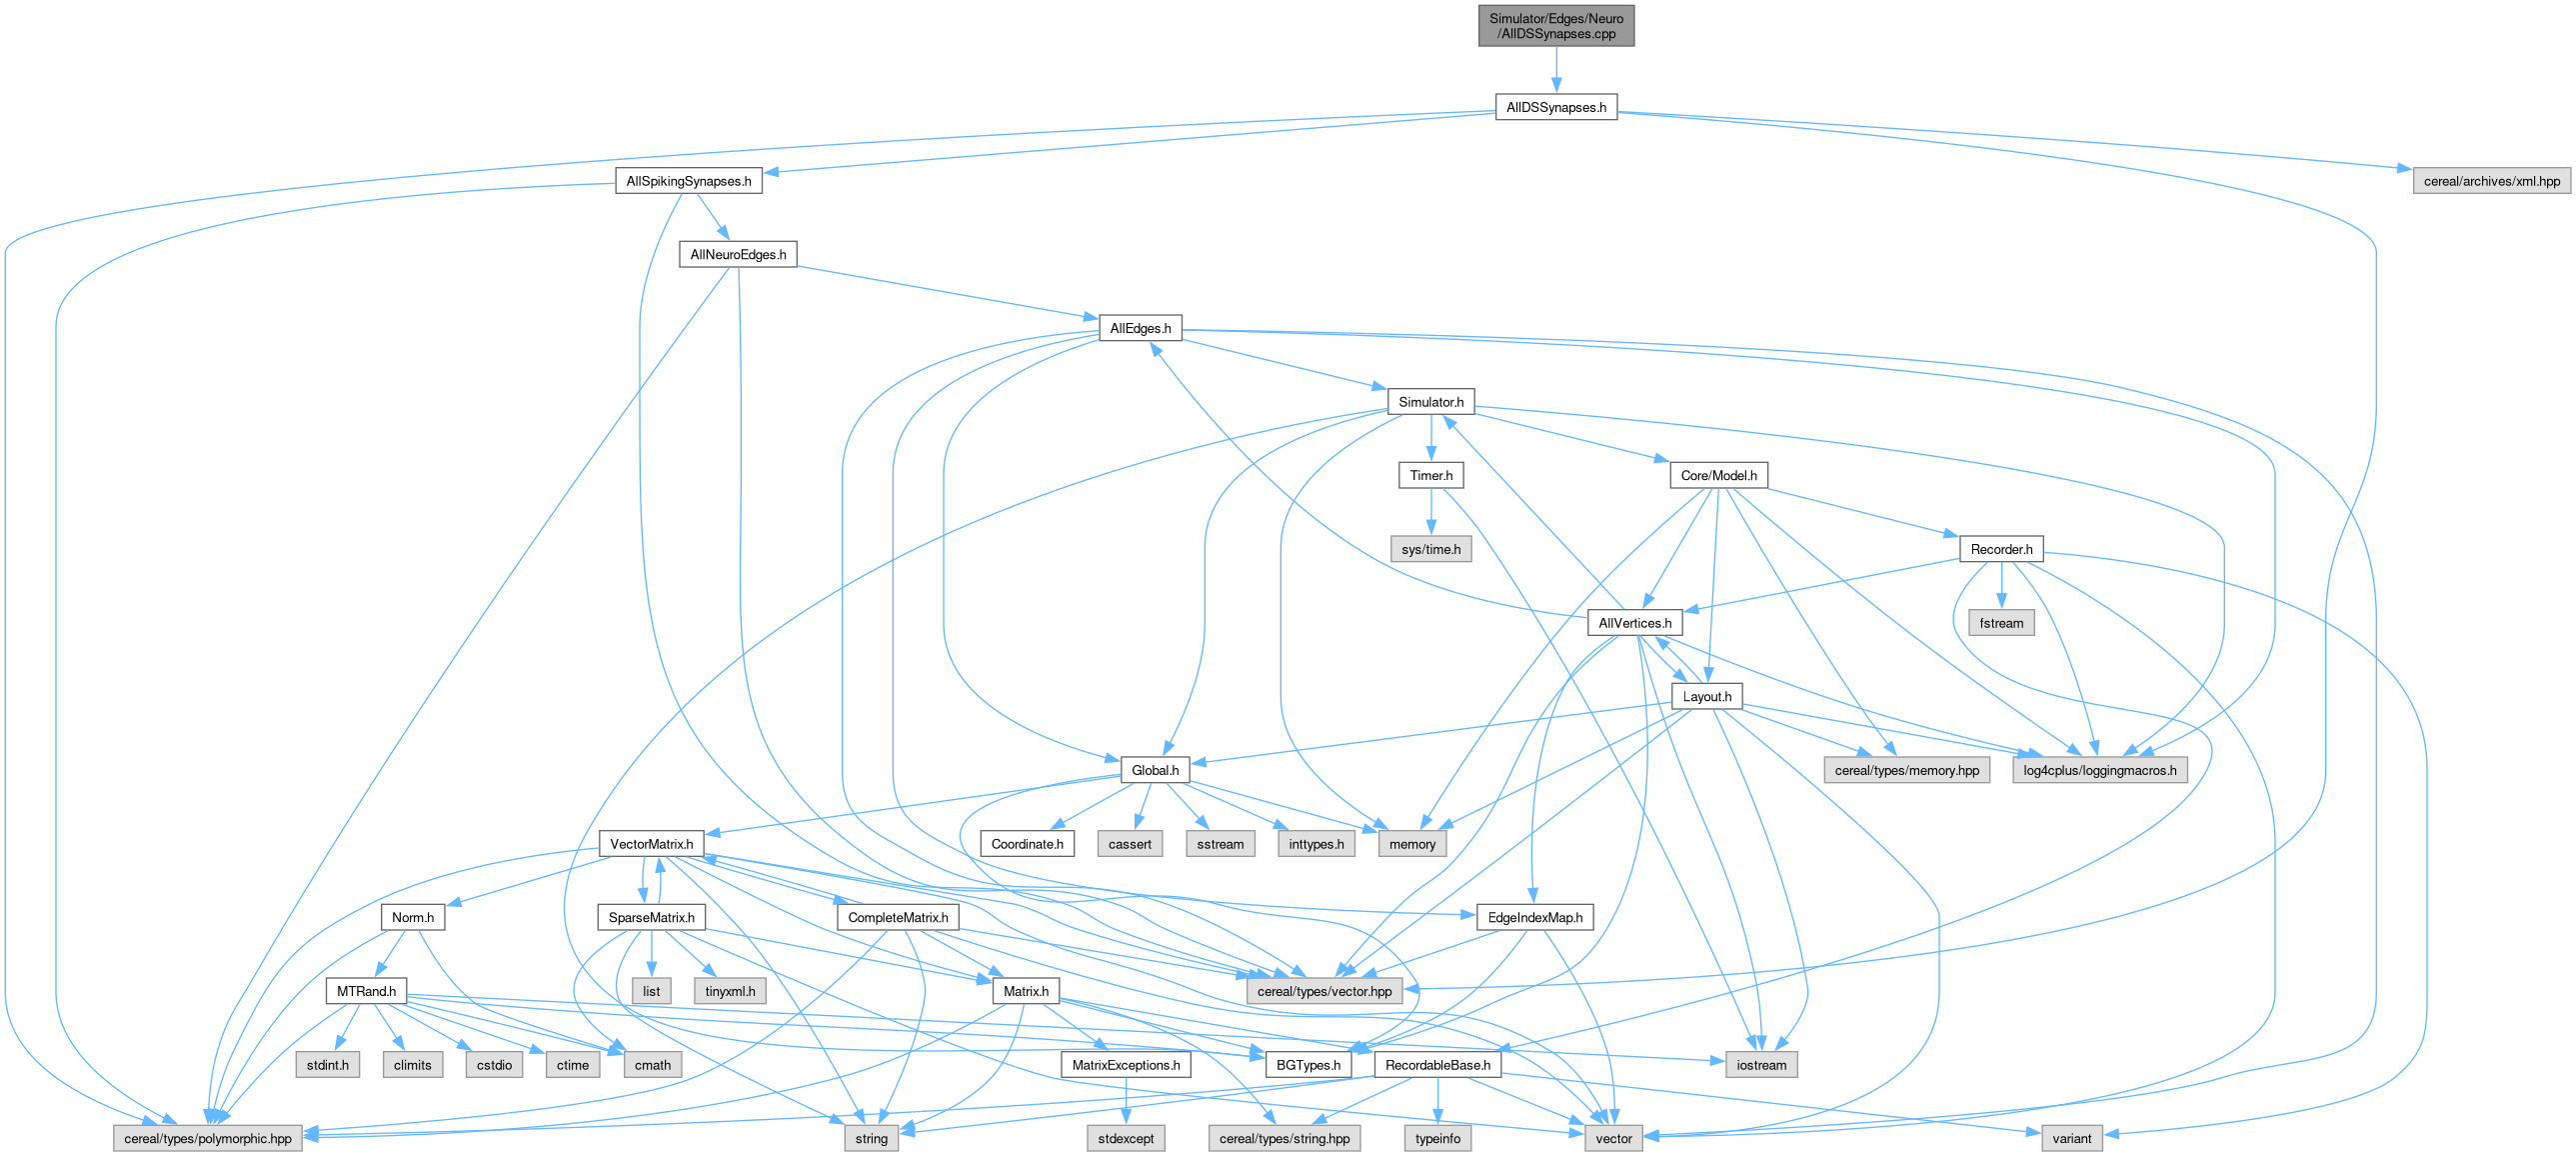 Simulator/Edges/Neuro
/AllDSSynapses.cpp
AllDSSynapses.h
AllSpikingSynapses.h
cereal/archives/xml.hpp
AllNeuroEdges.h
AllEdges.h
Simulator.h
Timer.h
Core/Model.h
sys/time.h
Recorder.h
AllVertices.h
fstream
Layout.h
Global.h
cereal/types/memory.hpp
log4cplus/loggingmacros.h
VectorMatrix.h
Coordinate.h
cassert
sstream
inttypes.h
memory
Norm.h
SparseMatrix.h
CompleteMatrix.h
EdgeIndexMap.h
MTRand.h
list
tinyxml.h
Matrix.h
cereal/types/vector.hpp
stdint.h
climits
cstdio
ctime
cmath
MatrixExceptions.h
BGTypes.h
RecordableBase.h
iostream
cereal/types/polymorphic.hpp
string
stdexcept
cereal/types/string.hpp
typeinfo
vector
variant